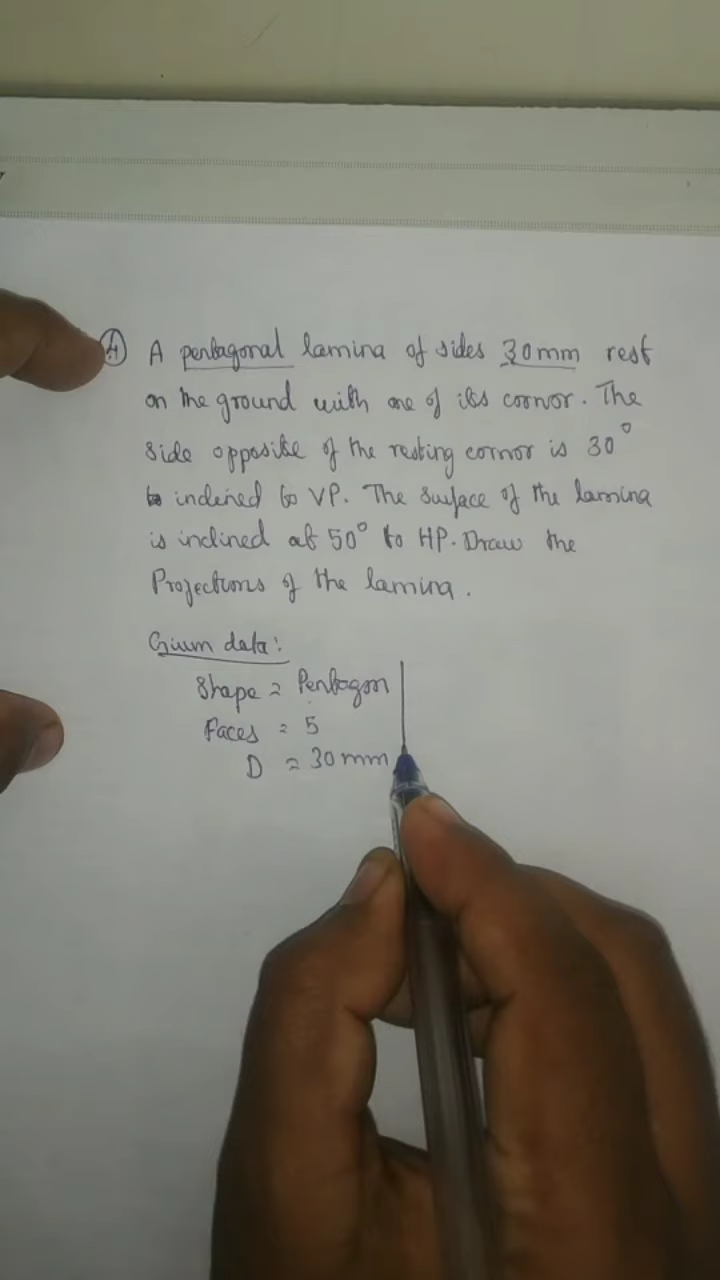 4 A pentagonal lamina of sides 30mm rest
on the ground with one of its cornor. The
side opposite of the resting cornor is 30°
inclined to VP. The surface of the lamina
is inclined at 50° to HP. Draw the
Projections of the lamina.
Given data:
Shape = Pentagon
Faces = 5
D = 30mm